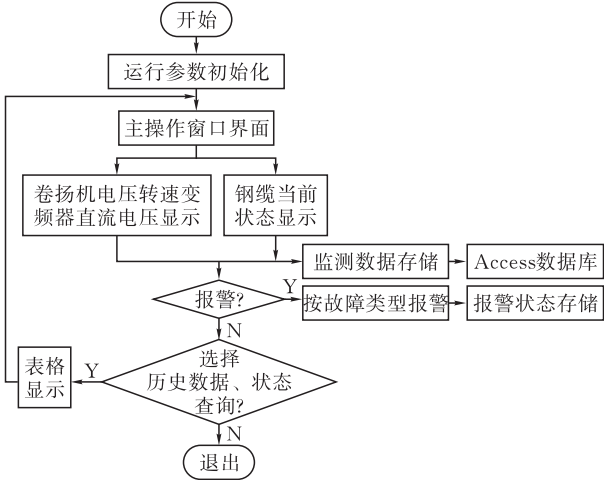 开始
运行参数初始化
主操作窗口界面
卷扬机电压转速变
频器直流电压显示
钢缆当前
状态显示
监测数据存储
Access数据库
报警?
Y
按故障类型报警
报警状态存储
N
选择
历史数据、状态
查询?
Y
表格
显示
N
退出